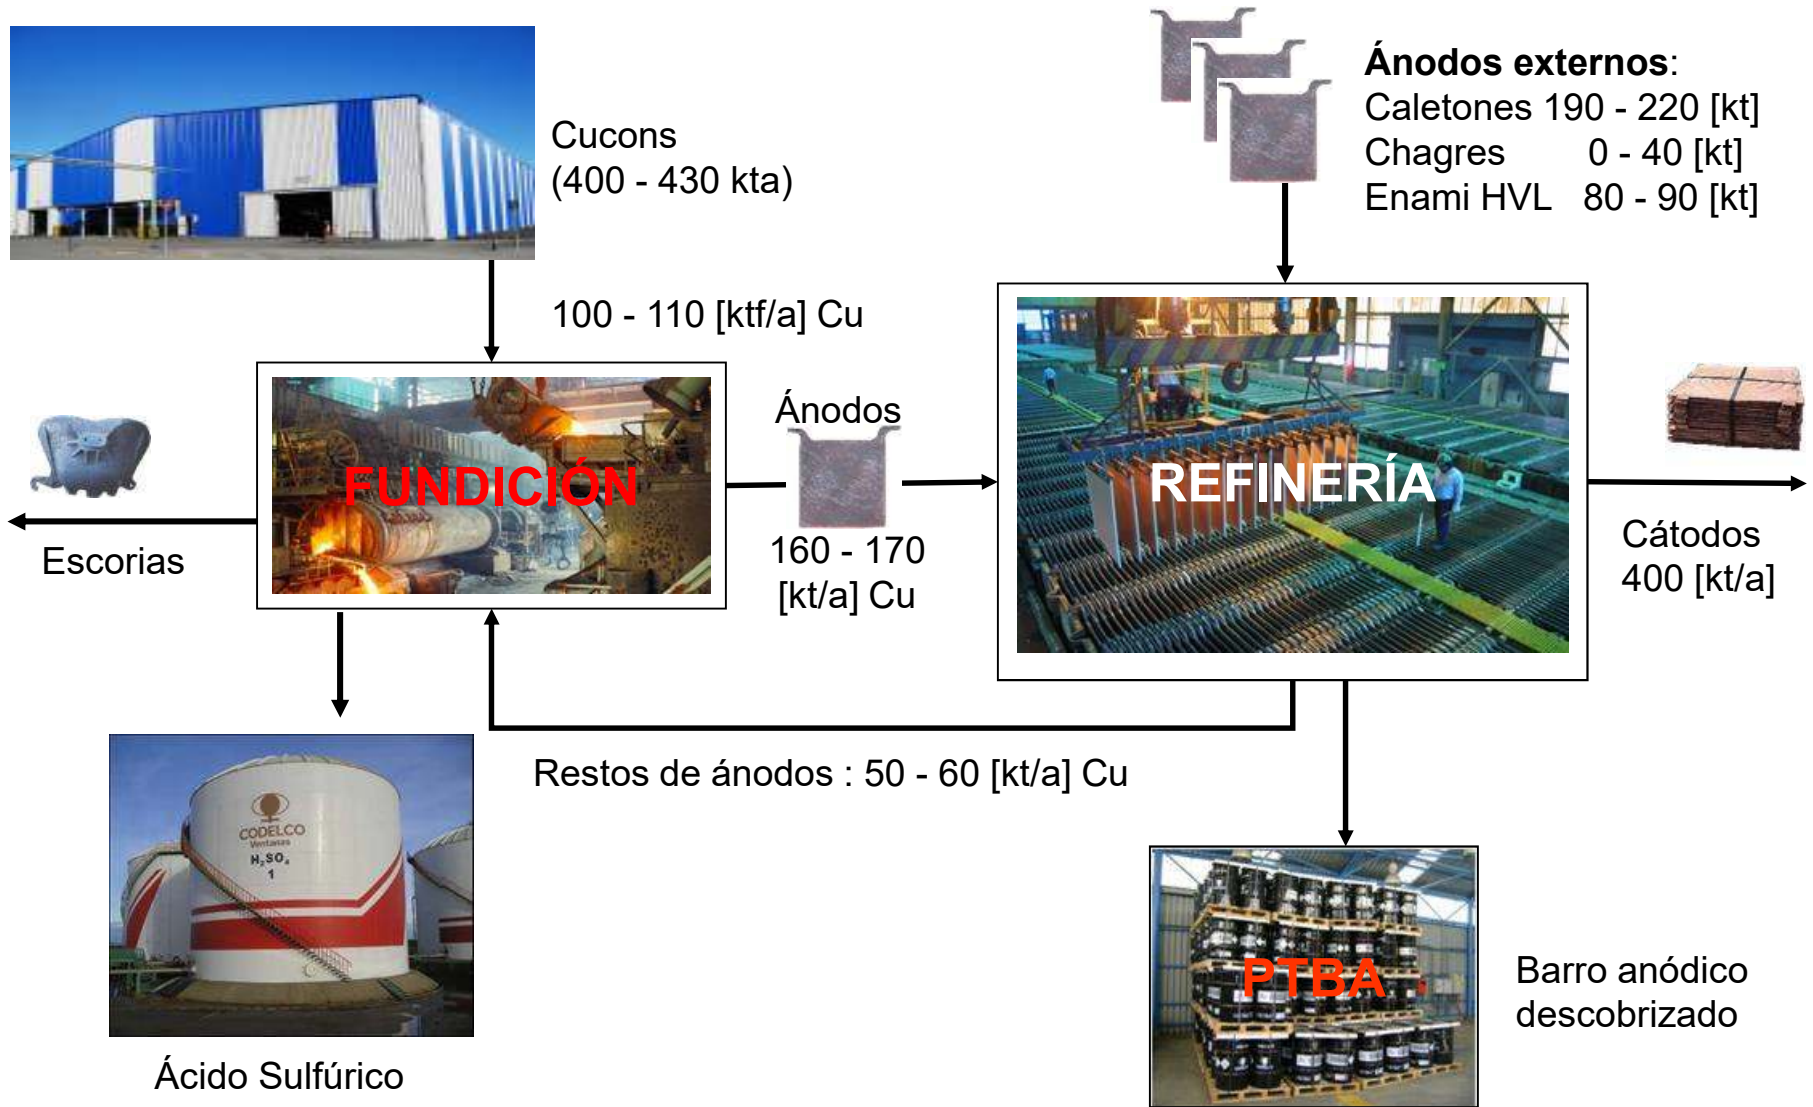 Ánodos externos:
Caletones 190 - 220 [kt]
Chagres 0 - 40 [kt]
Enami HVL 80 - 90 [kt]
Cucons
(400 - 430 kta)
100 - 110 [ktf/a] Cu
Ánodos
FUNDICIÓN
REFINERÍA
160 - 170
[kt/a] Cu
Escorias
Cátodos
400 [kt/a]
Restos de ánodos : 50 - 60 [kt/a] Cu
CODELCO
Ventanas
H₂SO₄
1
PTBA
Barro anódico
descobrizado
Ácido Sulfúrico